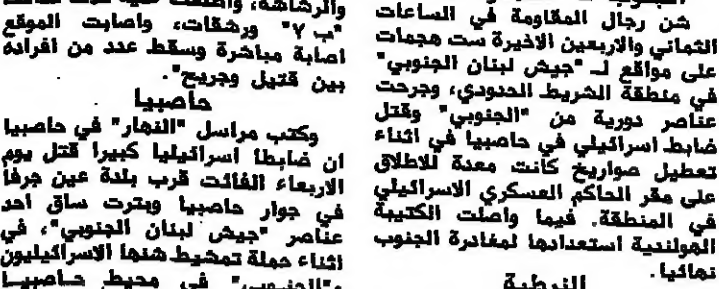 شن رجال المقاومة في الساعات
الثماني والاربعين الاخيرة ست هجمات
على مواقع لـ "جيش لبنان الجنوبي"
في منطقة الشريط الحدودي، وجرحت
عناصر دورية من "الجنوبي" وقتل
ضابط اسرائيلي في حاصبيا في اثناء
تعطيل صواريخ كانت معدة للاطلاق
على مقر الحاكم العسكري الاسرائيلي
في المنطقة. فيما واصلت الكتيبة
الهولندية استعدادها لمغادرة الجنوب
نهائيا.
النبطية
والرشاشة، واطلقت
"ب ٧" ورشقات، واصابت الموقع
اصابة مباشرة وسقط عدد من افراده
بين قتيل وجريح".
حاصبيا
وكتب مراسل "النهار" في حاصبيا
ان ضابطا اسرائيليا كبيرا قتل يوم
الاربعاء الفائت قرب بلدة عين جرفا
في جوار حاصبيا وبترت ساق احد
عناصر "جيش لبنان الجنوبي"، في
اثناء حملة تمشيط شنها الاسرائيليون
و"الجنوبي" في محيط حاصبيا